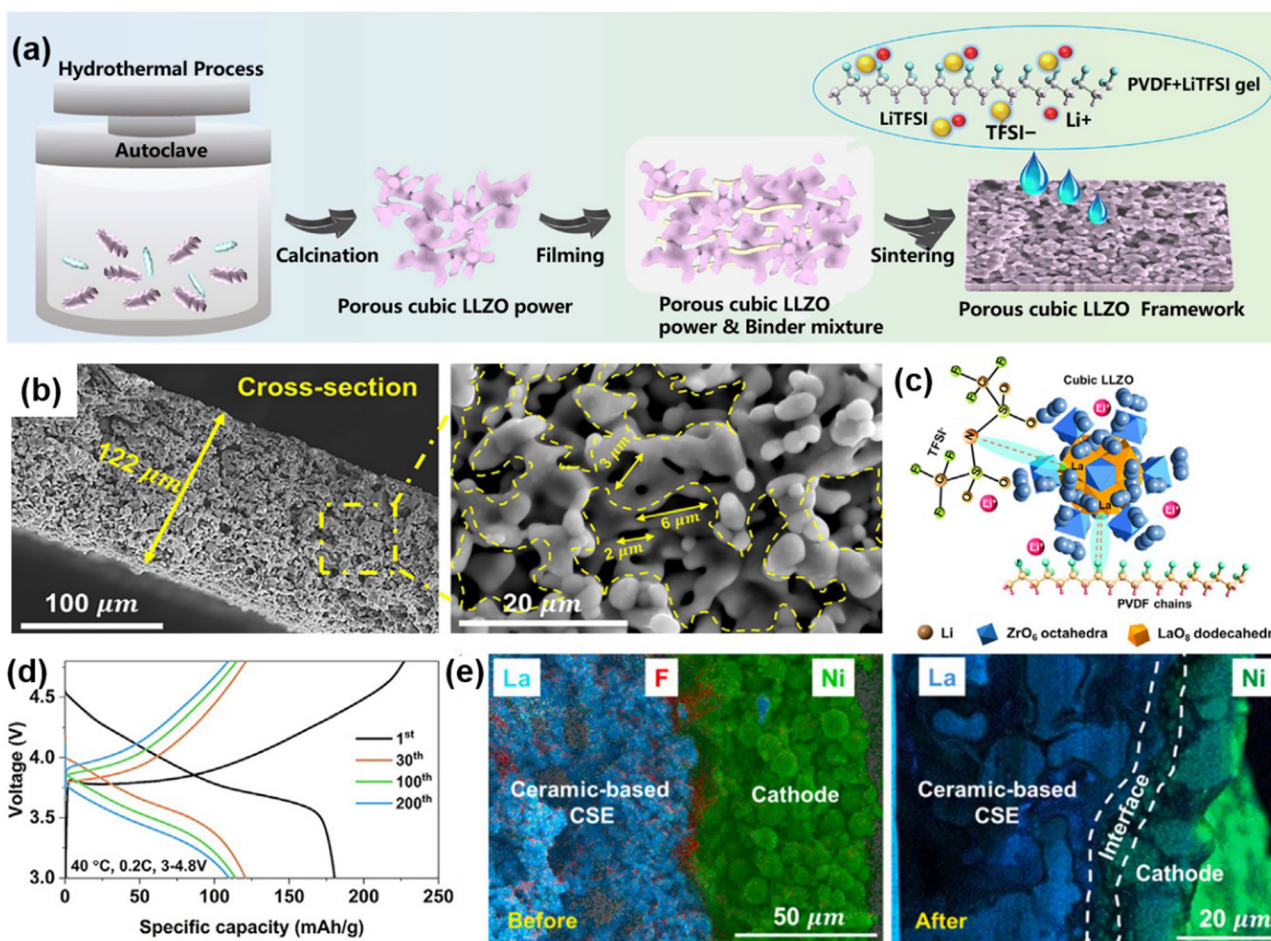 (a)
Hydrothermal Process
Autoclave
Calcination
Porous cubic LLZO power
Filming
Porous cubic LLZO
power & Binder mixture
Sintering
Porous cubic LLZO Framework
LiTFSI
TFSI−
Li+
PVDF+LiTFSI gel
(b)
Cross-section
122 μm
100 μm
3 μm
6 μm
2 μm
20 μm
(c)
Cubic LLZO
TFSI-
F
F
F
F
F
F
O
O
O
O
S
S
N
Li+
Li+
Li+
Li+
La
La
PVDF chains
Li
ZrO6 octahedra
LaO8 dodecahedr
(d)
Voltage (V)
4.5
4.0
3.5
3.0
1st
30th
100th
200th
40 °C, 0.2C, 3-4.8V
0 50 100 150 200 250
Specific capacity (mAh/g)
(e)
La
F
Ni
Ceramic-based
CSE
Cathode
Before
50 μm
La
Ni
Ceramic-based
CSE
Interface
Cathode
After
20 μm